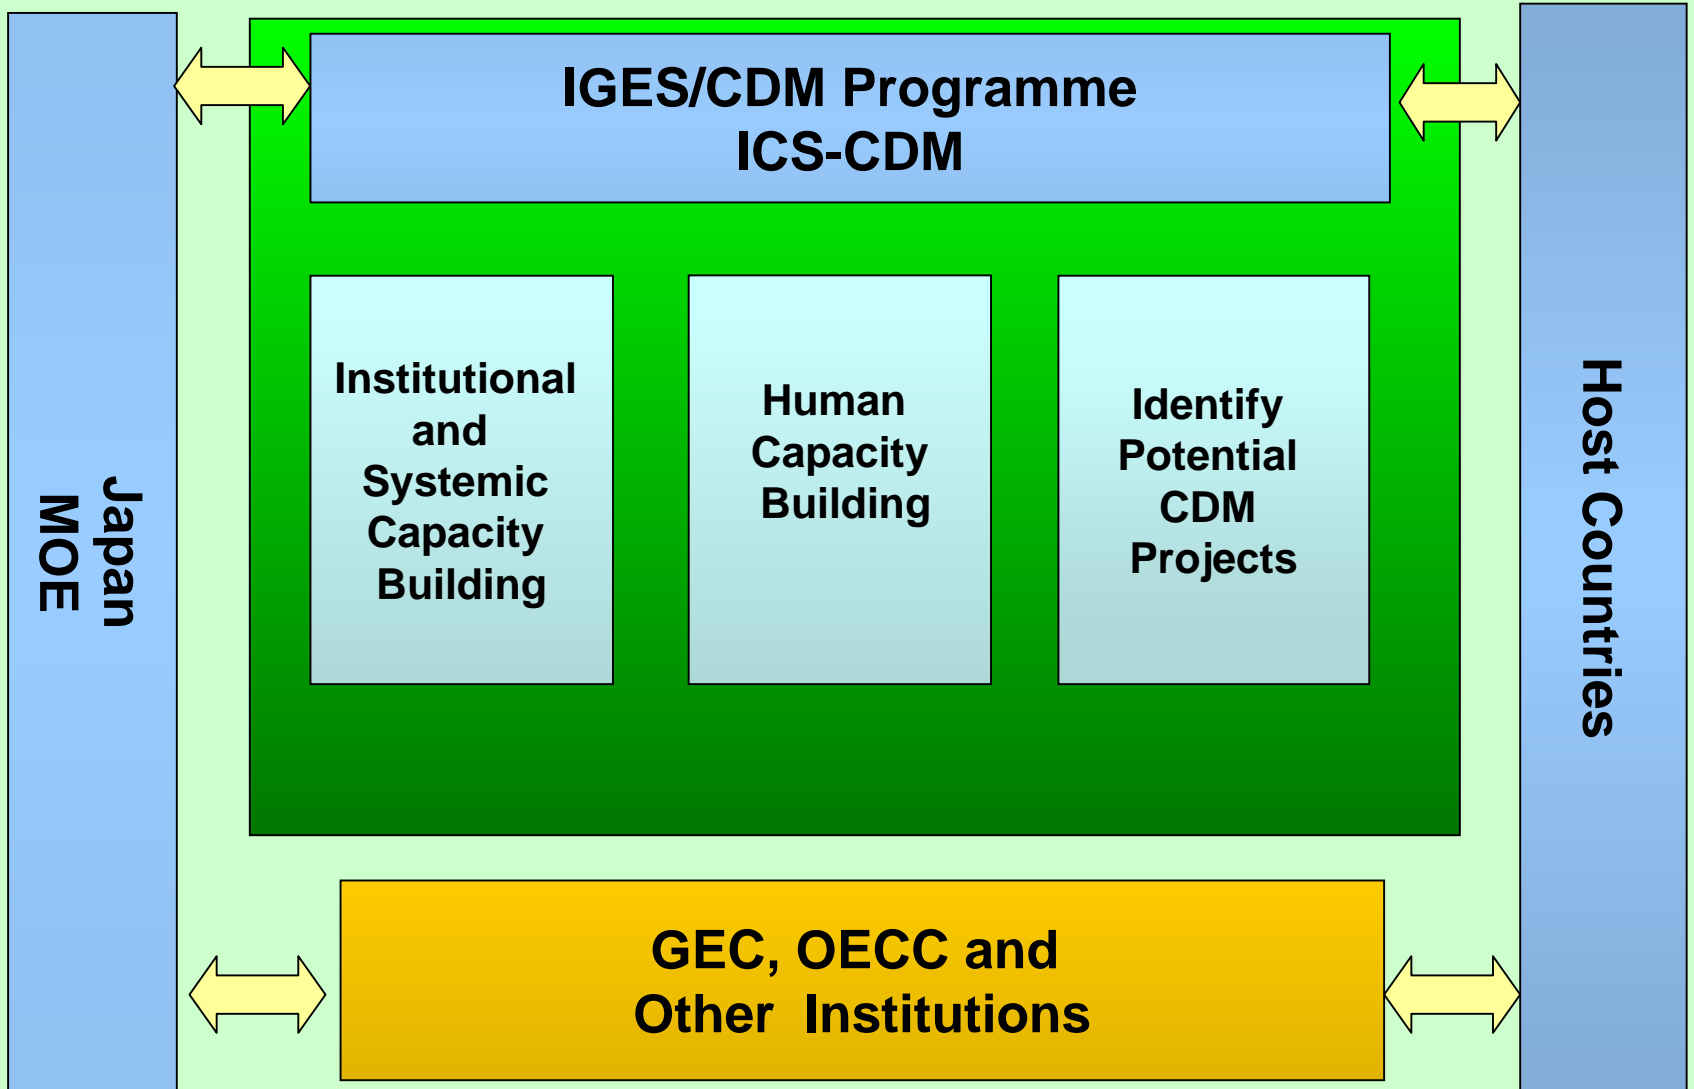 IGES/CDM Programme
ICS-CDM
Japan
MOE
Institutional
and
Systemic
Capacity
Building
Human
Capacity
Building
Identify
Potential
CDM
Projects
Host Countries
GEC, OECC and
Other Institutions